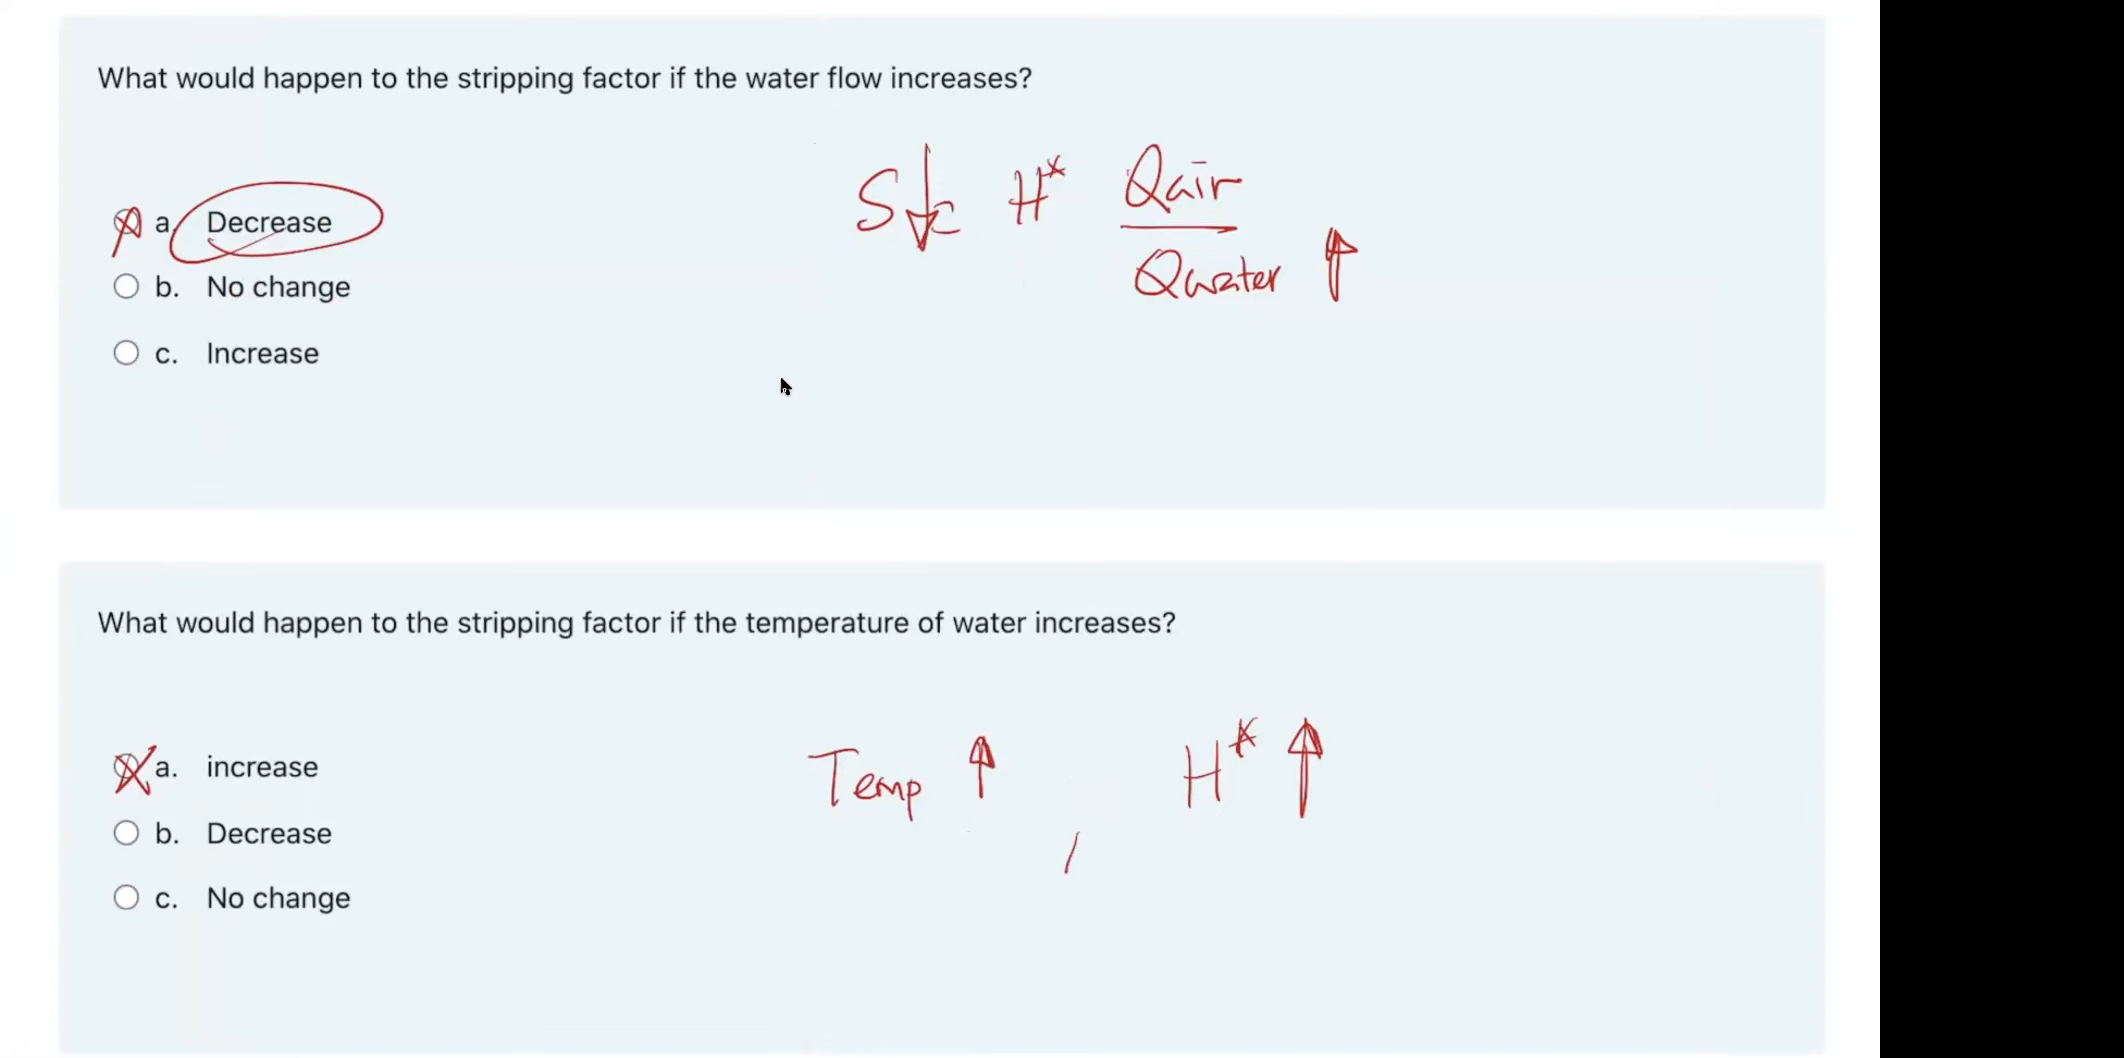 What would happen to the stripping factor if the water flow increases?
S = H* Qair
Qwater ↑
a. Decrease
b. No change
c. Increase
What would happen to the stripping factor if the temperature of water increases?
a. increase
Temp ↑ , H* ↑
b. Decrease
c. No change